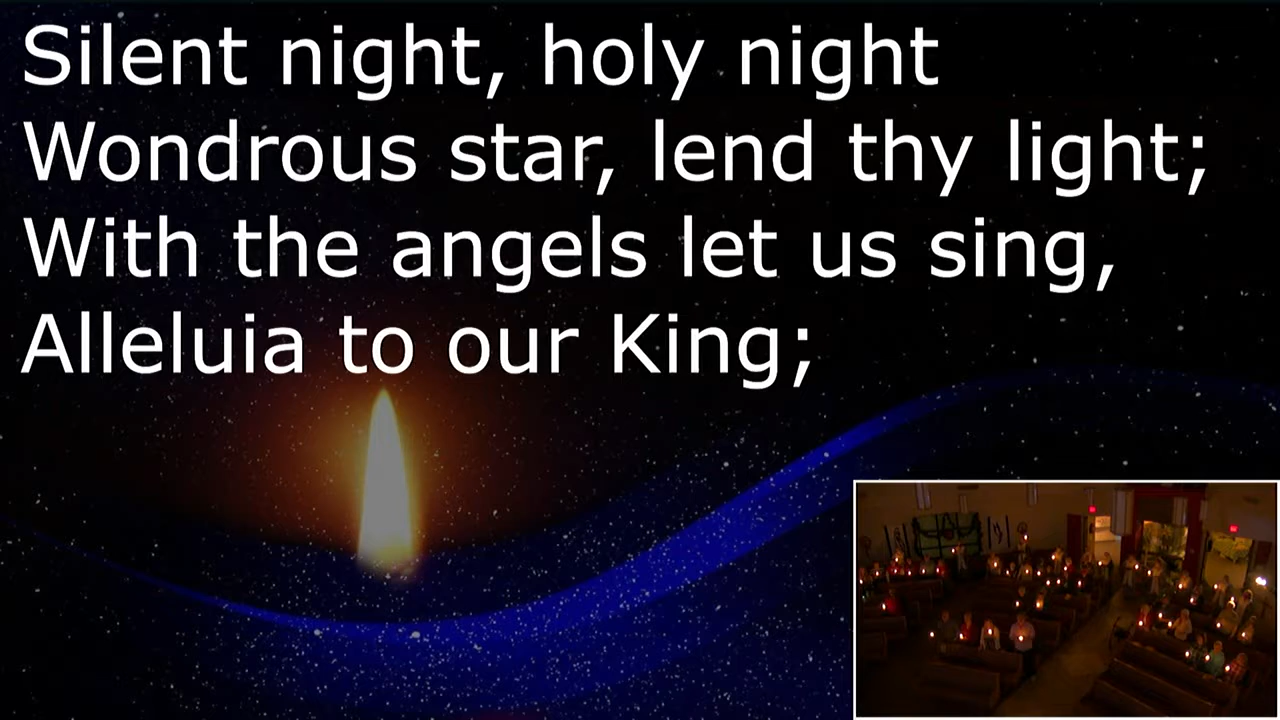 Silent night, holy night
Wondrous star, lend thy light;
With the angels let us sing,
Alleluia to our King;